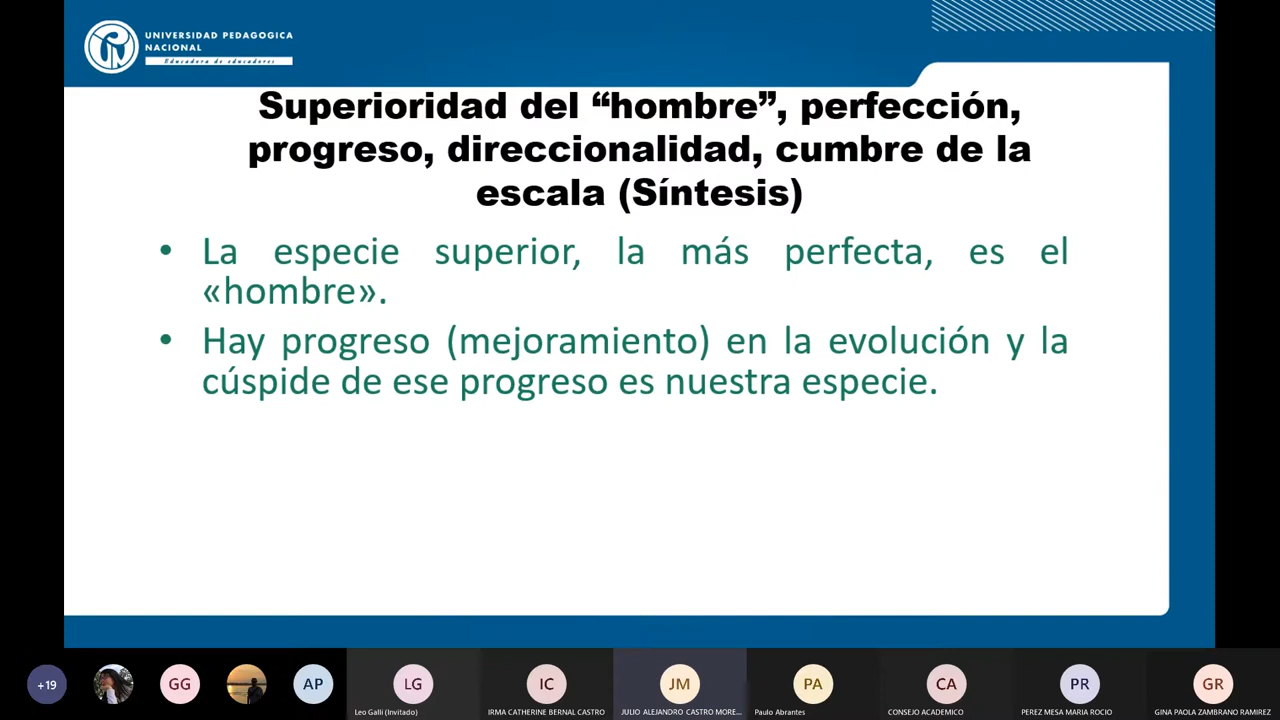 UNIVERSIDAD PEDAGOGICA
NACIONAL
Educadora de educadores
Superioridad del “hombre”, perfección,
progreso, direccionalidad, cumbre de la
escala (Síntesis)
• La especie superior, la más perfecta, es el
«hombre».
• Hay progreso (mejoramiento) en la evolución y la
cúspide de ese progreso es nuestra especie.
+19
GG
AP
LG
IC
JM
PA
CA
PR
GR
Leo Galli (Invitado)
IRMA CATHERINE BERNAL CASTRO
JULIO ALEJANDRO CASTRO MORE...
Paulo Abrantes
CONSEJO ACADEMICO
PEREZ MESA MARIA ROCIO
GINA PAOLA ZAMBRANO RAMIREZ